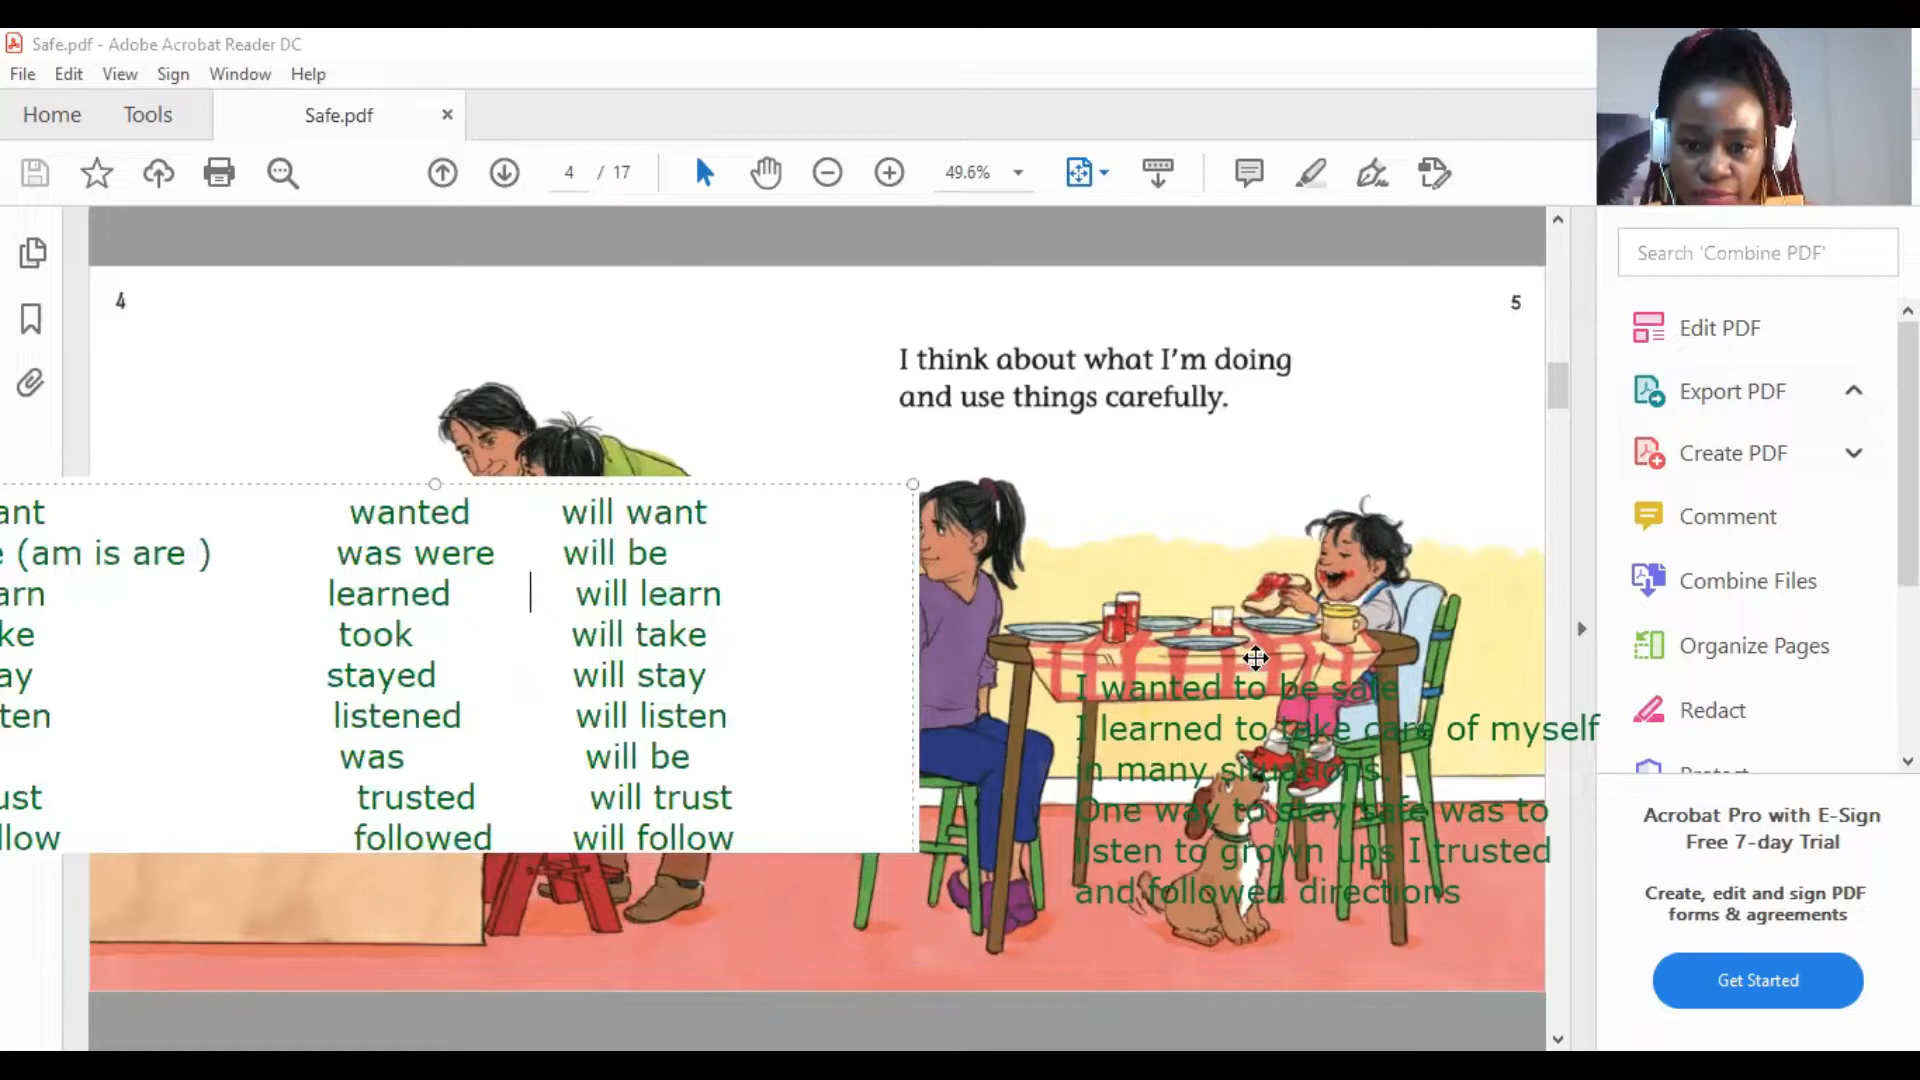 Safe.pdf - Adobe Acrobat Reader DC
File Edit View Sign Window Help
Home Tools Safe.pdf ×
4 / 17 49.6%
Search 'Combine PDF'
Edit PDF
Export PDF
Create PDF
Comment
Combine Files
Organize Pages
Redact
Acrobat Pro with E-Sign
Free 7-day Trial
Create, edit and sign PDF
forms & agreements
Get Started
4
5
I think about what I'm doing
and use things carefully.
ant wanted will want
e (am is are ) was were will be
arn learned will learn
ke took will take
ay stayed will stay
ten listened will listen
was will be
ust trusted will trust
llow followed will follow
I wanted to be safe
I learned to take care of myself
in many situations.
One way to stay safe was to
listen to grown ups I trusted
and followed directions